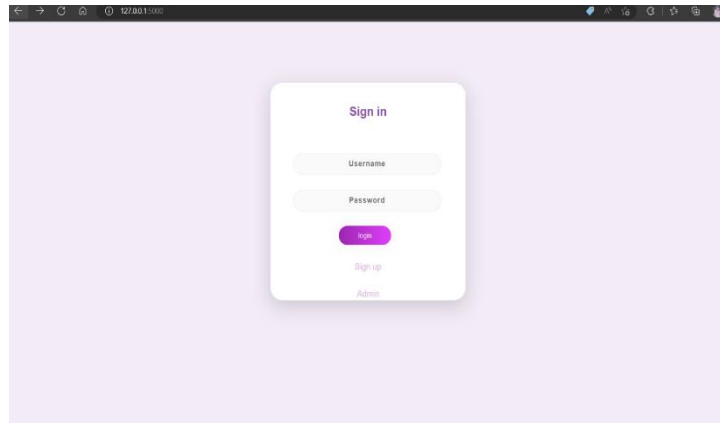 127.0.0.1:5000
Sign in
Username
Password
login
Sign up
Admin